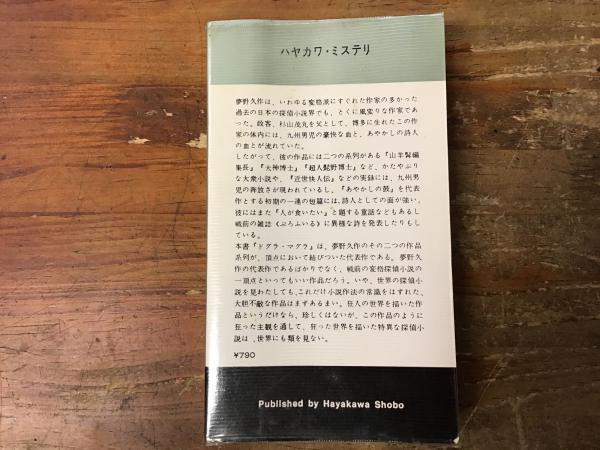 ハヤカワ・ミステリ
夢野久作は、いわゆる変格派にすぐれた作家の多かった
過去の日本の探偵小説界でも、とくに風変りな作家であ
った。政客、杉山茂丸を父として、博多に生れたこの作
家の体内には、九州男児の豪快な血と、あやかしの詩人
の血とが流れていた。
したがって、彼の作品には二つの系列がある『山羊髯編
集長』『犬神博士』『超人髭野博士』など、かたやぶり
な大衆小説や、『近世快人伝』などの実録には、九州男
児の奔放さが現われているし、『あやかしの鼓』を代表
作とする初期の一連の短篇には、詩人としての面が強い。
彼にはまた『人が食いたい』と題する童話などもあるし
戦前の雑誌《ぷろふいる》に異様な詩を発表したりもし
ている。
本書『ドグラ・マグラ』は、夢野久作のその二つの作品
系列が、頂点において結びついた代表作である。夢野久
作の代表作であるばかりでなく、戦前の変格探偵小説の
一頂点といってもいい作品だろう。いや、世界の探偵小
説を見わたしても、これだけ小説作法の常識をはずれた、
大胆不敵な作品はまずあるまい。狂人の世界を描いた作
品というだけなら、珍しくはないが、この作品のように
狂った主観を通して、狂った世界を描いた特異な探偵小
説は、世界にも類を見ない。
¥790
Published by Hayakawa Shobo